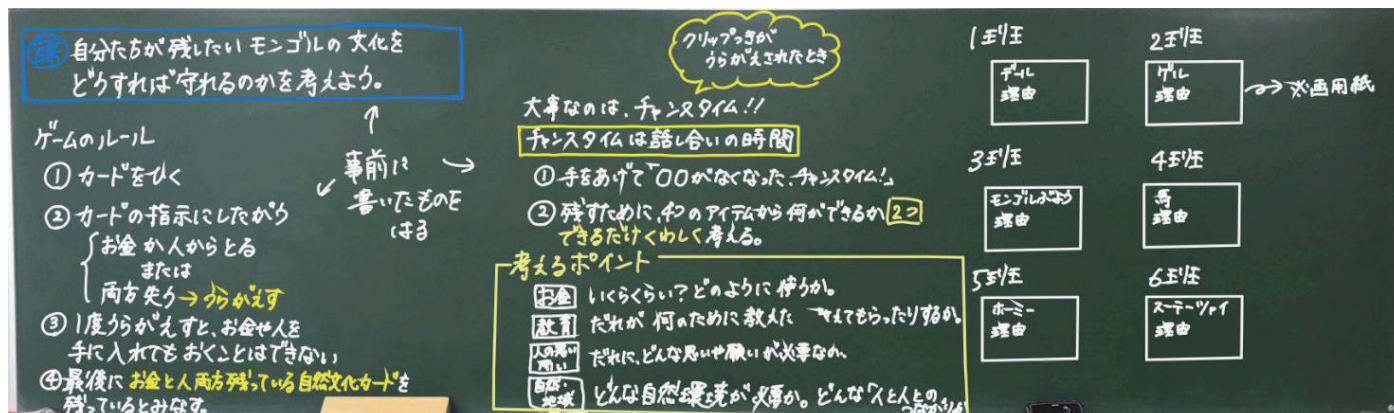 課 自分たちが残したいモンゴルの文化を
どうすれば守れるのかを考えよう。
ゲームのルール
① カードをひく
② カードの指示にしたがう
お金か人からとる
または
両方失う→うらがえす
③ 1度うらがえすと、お金や人を
手に入れてもおくことはできない
④ 最後にお金と人両方残っている自然文化カードを
残っているとみなす。
事前に
書いたものを
はる
クリップつきが
うらがえされたとき
大事なのは、チャンスタイム!!
チャンスタイムは話し合いの時間
① 手をあげて「〇〇がなくなった、チャンスタイム!」
② 残すために、4つのアイテムから何ができるか 2つ
できるだけくわしく考える。
考えるポイント
お金 いくらくらい?どのように使うか。
教育 だれが何のために教えた えてもらったりするか。
人の思い
だれに、どんな思いや願いが必要なのか。
自然・
地域
どんな自然環境が必要か。どんな人と人との
つながりが
1班
デール
理由
2班
ゲル
理由
→※画用紙
3班
モンゴルぶよう
理由
4班
馬
理由
5班
ホーミー
理由
6班
スーテーツァイ
理由